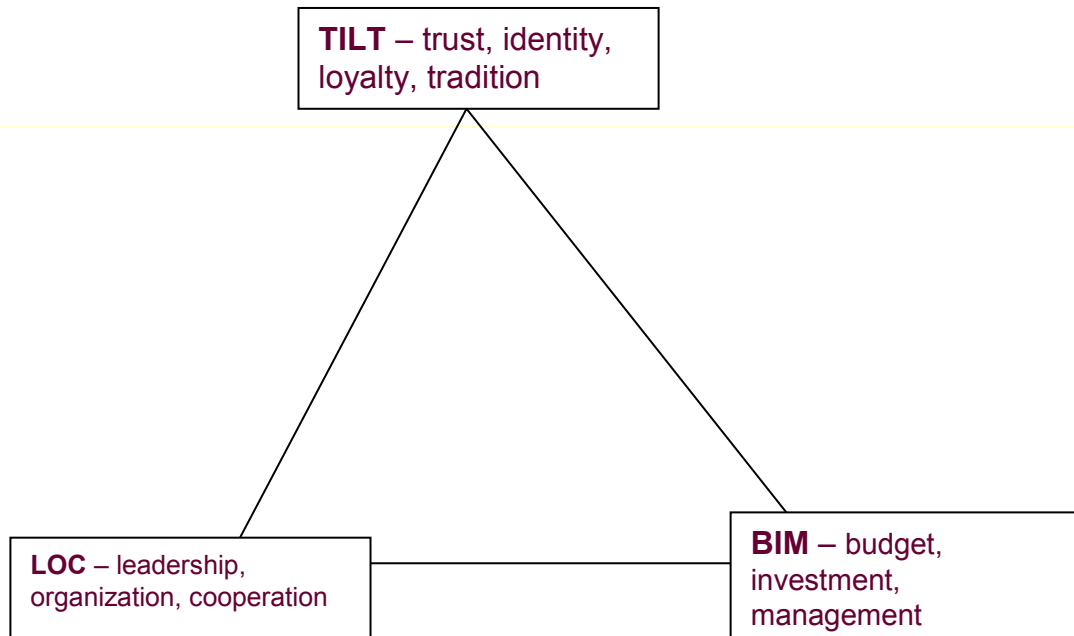 TILT – trust, identity,
loyalty, tradition
LOC – leadership,
organization, cooperation
BIM – budget,
investment,
management